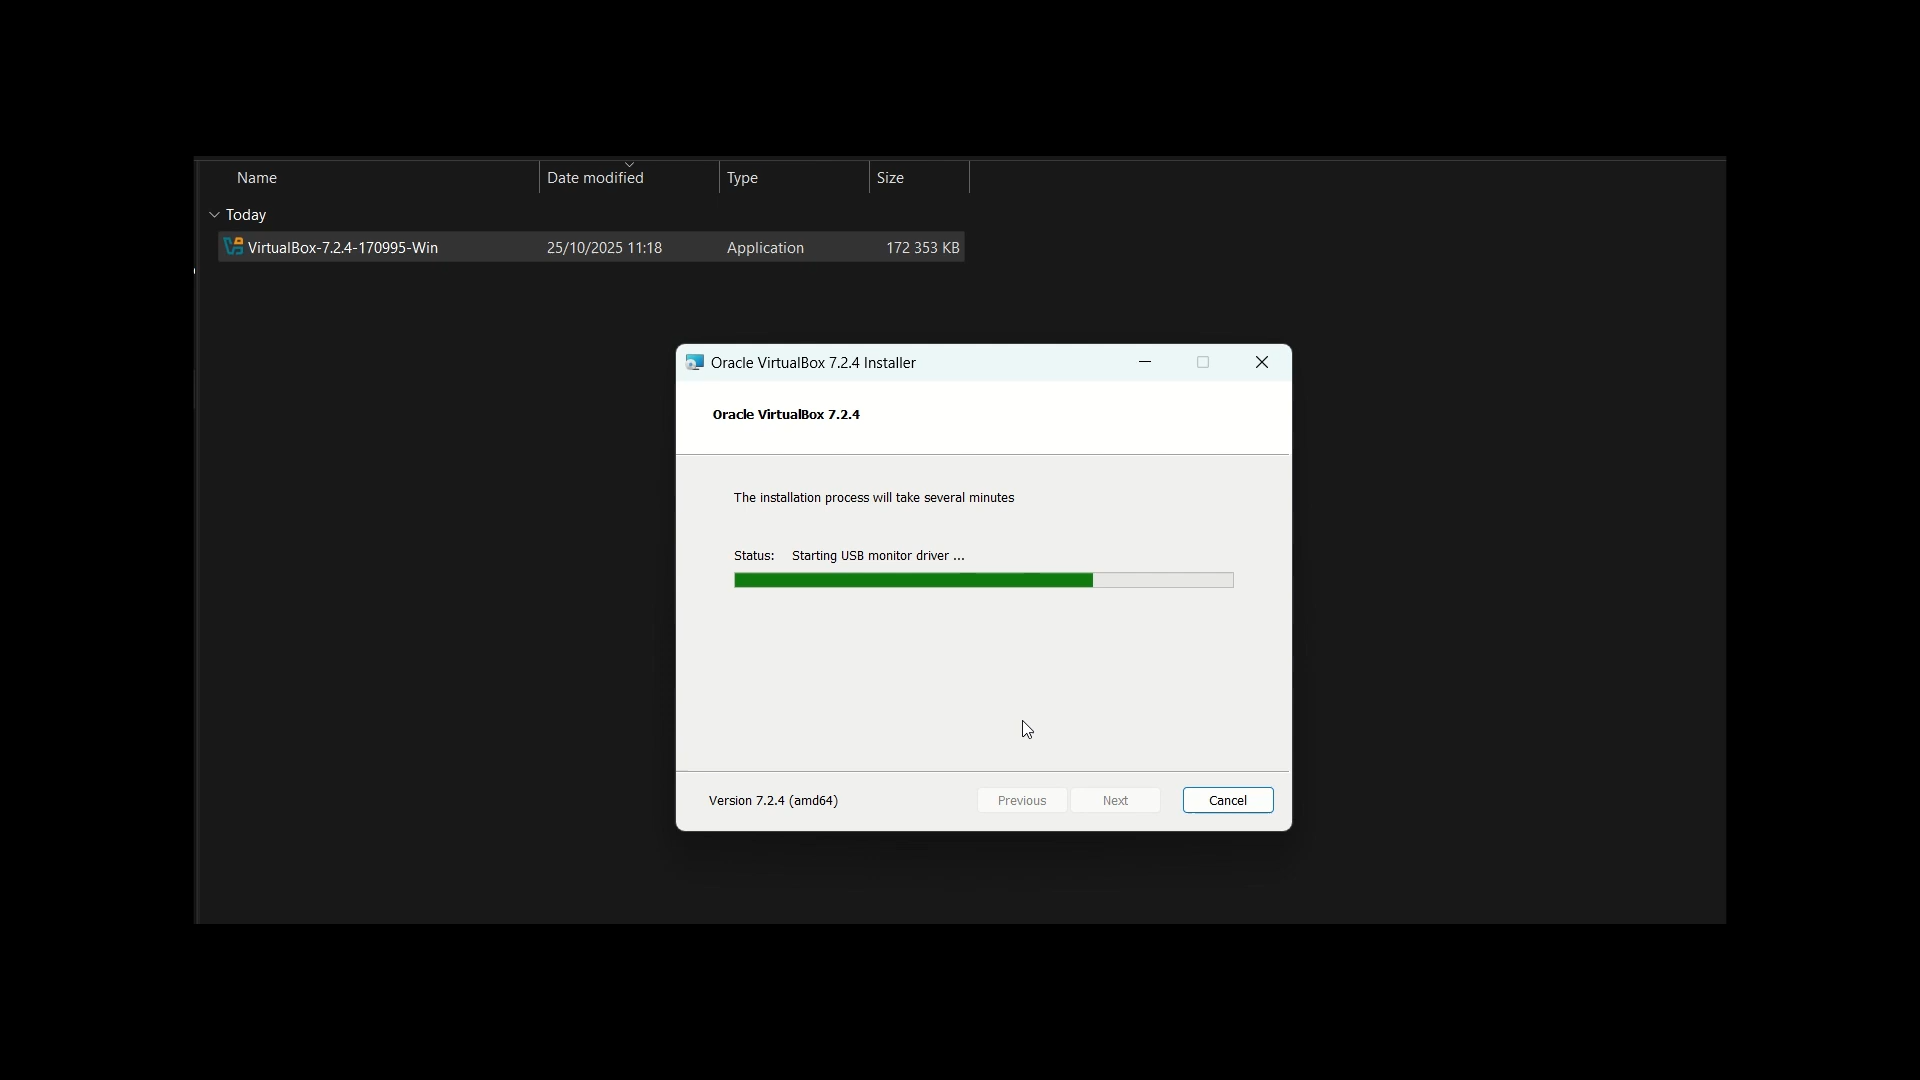 Name Date modified Type Size
Today
VirtualBox-7.2.4-170995-Win 25/10/2025 11:18 Application 172 353 KB
Oracle VirtualBox 7.2.4 Installer
Oracle VirtualBox 7.2.4
The installation process will take several minutes
Status: Starting USB monitor driver ...
Version 7.2.4 (amd64) Previous Next Cancel